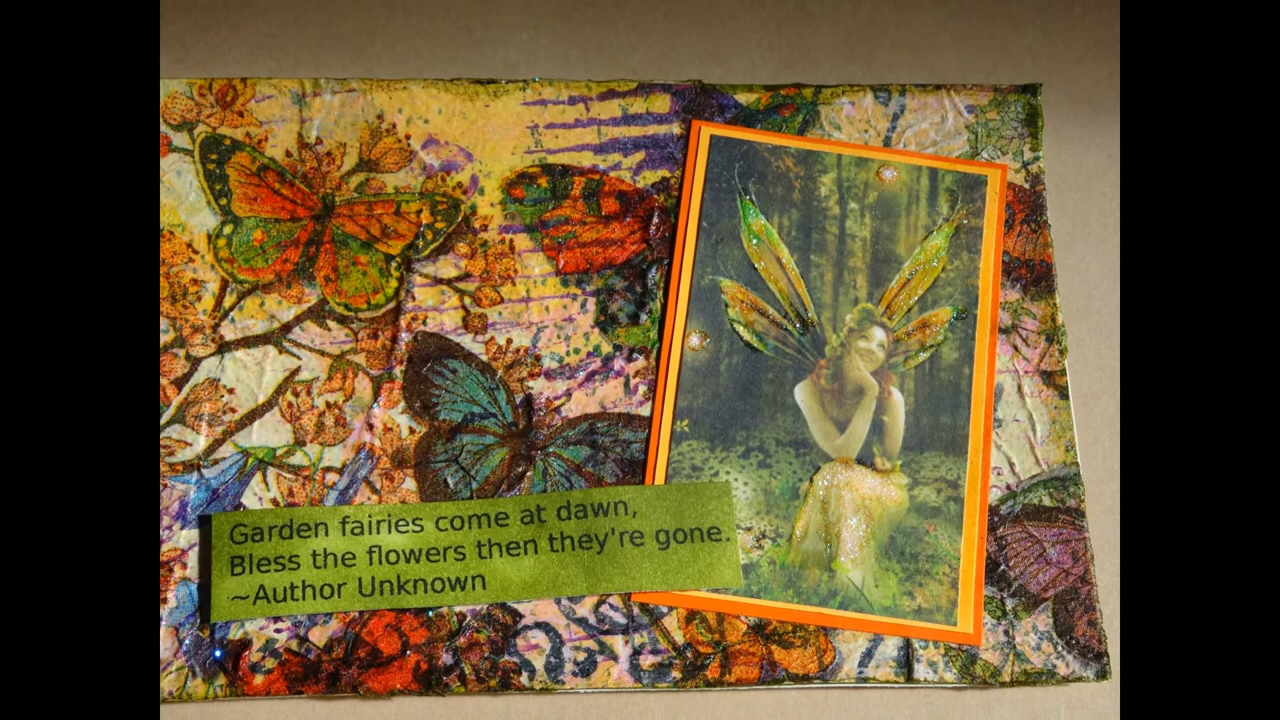 Garden fairies come at dawn,
Bless the flowers then they're gone.
~Author Unknown